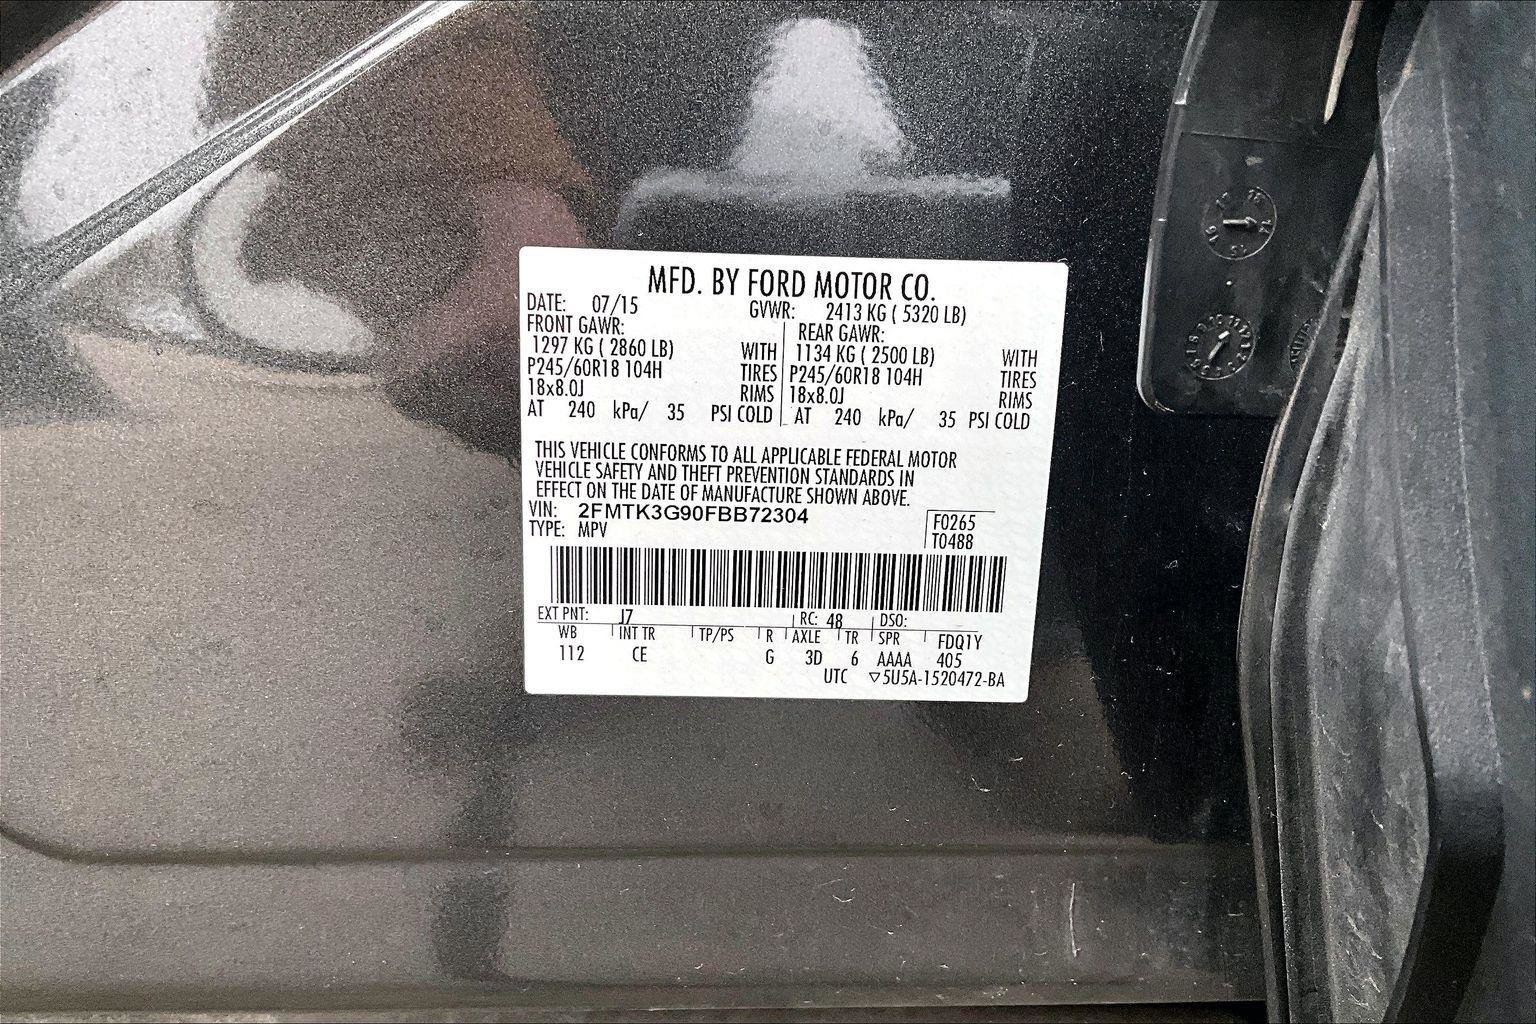 MFD. BY FORD MOTOR CO.
DATE: 07/15 GVWR: 2413 KG ( 5320 LB)
FRONT GAWR: REAR GAWR:
1297 KG ( 2860 LB) WITH 1134 KG ( 2500 LB) WITH
P245/60R18 104H TIRES P245/60R18 104H TIRES
18x8.0J RIMS 18x8.0J RIMS
AT 240 kPa/ 35 PSI COLD AT 240 kPa/ 35 PSI COLD
THIS VEHICLE CONFORMS TO ALL APPLICABLE FEDERAL MOTOR
VEHICLE SAFETY AND THEFT PREVENTION STANDARDS IN
EFFECT ON THE DATE OF MANUFACTURE SHOWN ABOVE.
VIN: 2FMTK3G90FBB72304
TYPE: MPV
F0265
T0488
EXT PNT: J7 RC: 48 DSO:
WB INT TR TP/PS R AXLE TR SPR FDQ1Y
112 CE G 3D 6 AAAA 405
UTC ▽5U5A-1520472-BA